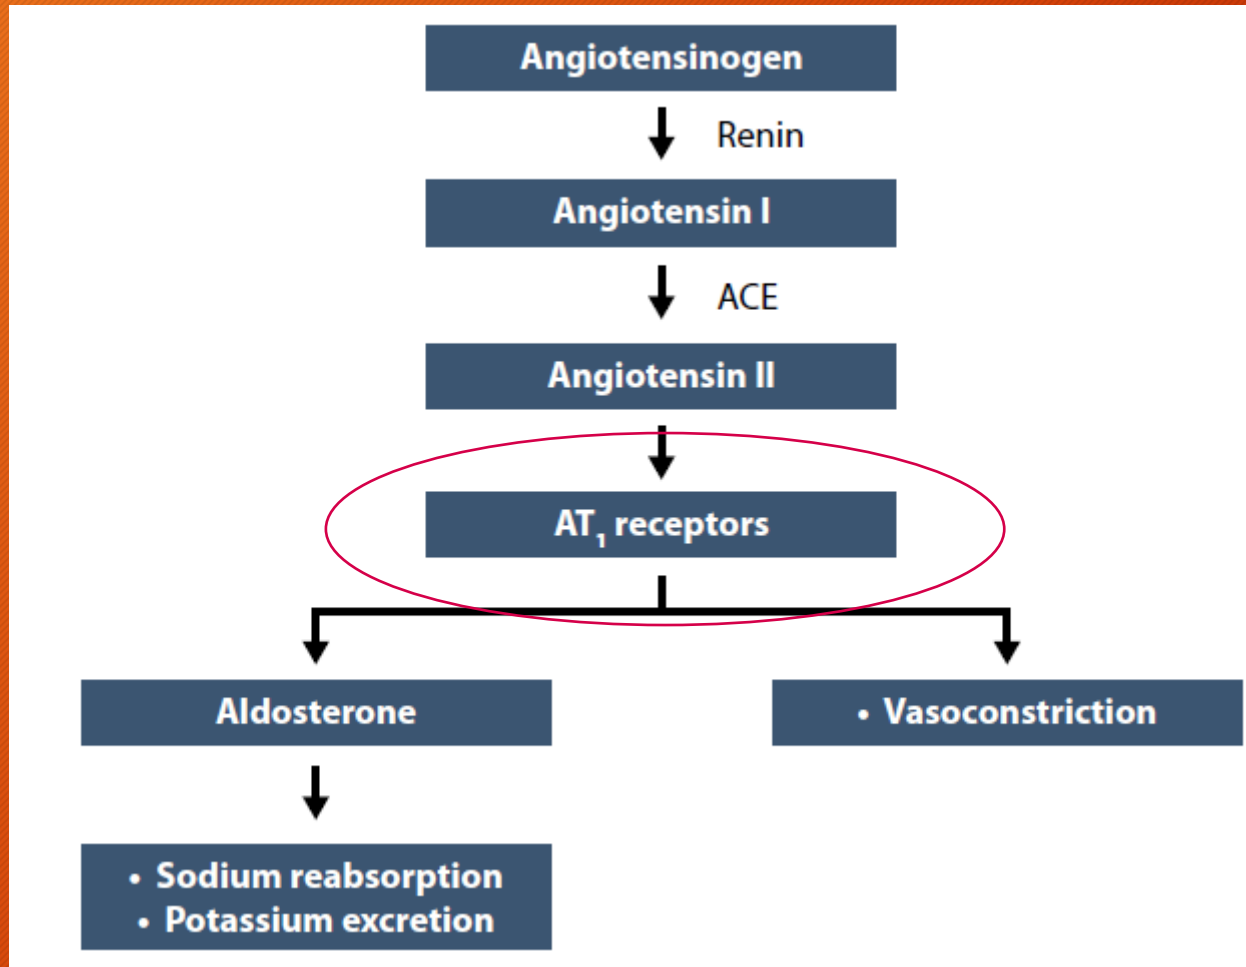 Angiotensinogen
Renin
Angiotensin I
ACE
Angiotensin II
AT₁ receptors
Aldosterone
• Vasoconstriction
• Sodium reabsorption
• Potassium excretion